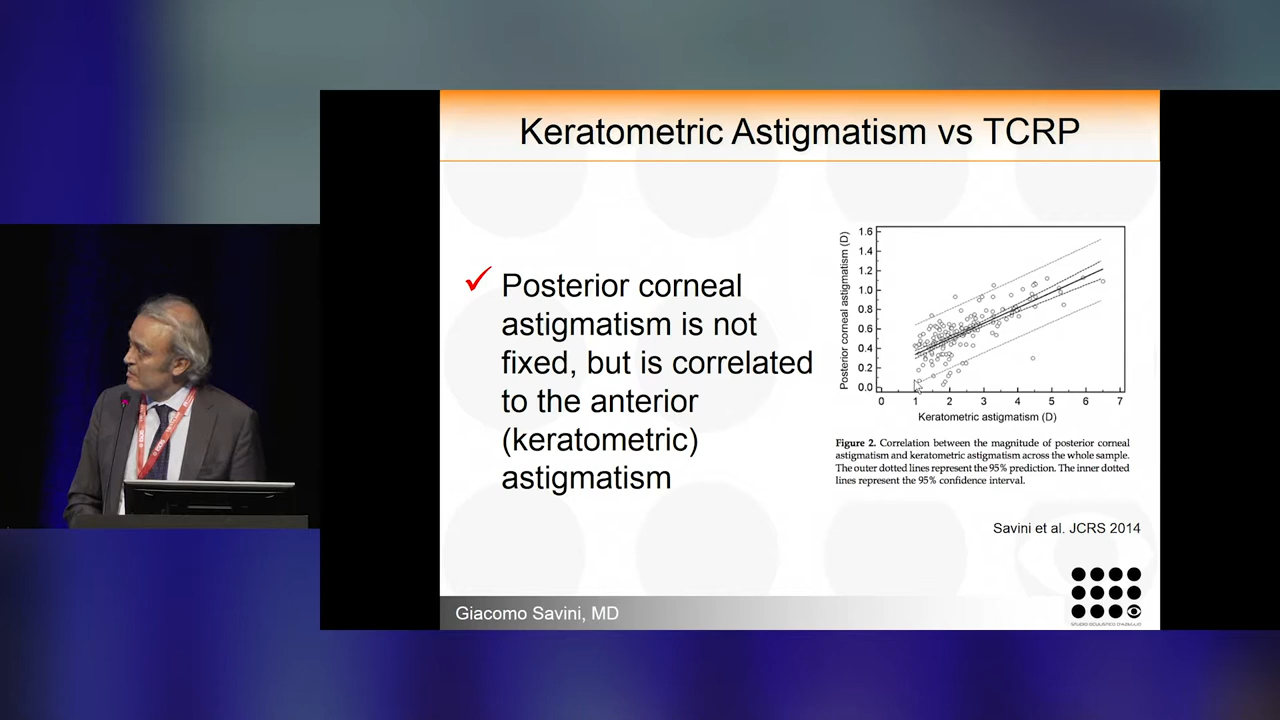 Keratometric Astigmatism vs TCRP
Posterior corneal
astigmatism is not
fixed, but is correlated
to the anterior
(keratometric)
astigmatism
Posterior corneal astigmatism (D)
1.6
1.4
1.2
1.0
0.8
0.6
0.4
0.2
0.0
0 1 2 3 4 5 6 7
Keratometric astigmatism (D)
Figure 2. Correlation between the magnitude of posterior corneal
astigmatism and keratometric astigmatism across the whole sample.
The outer dotted lines represent the 95% prediction. The inner dotted
lines represent the 95% confidence interval.
Savini et al. JCRS 2014
Giacomo Savini, MD